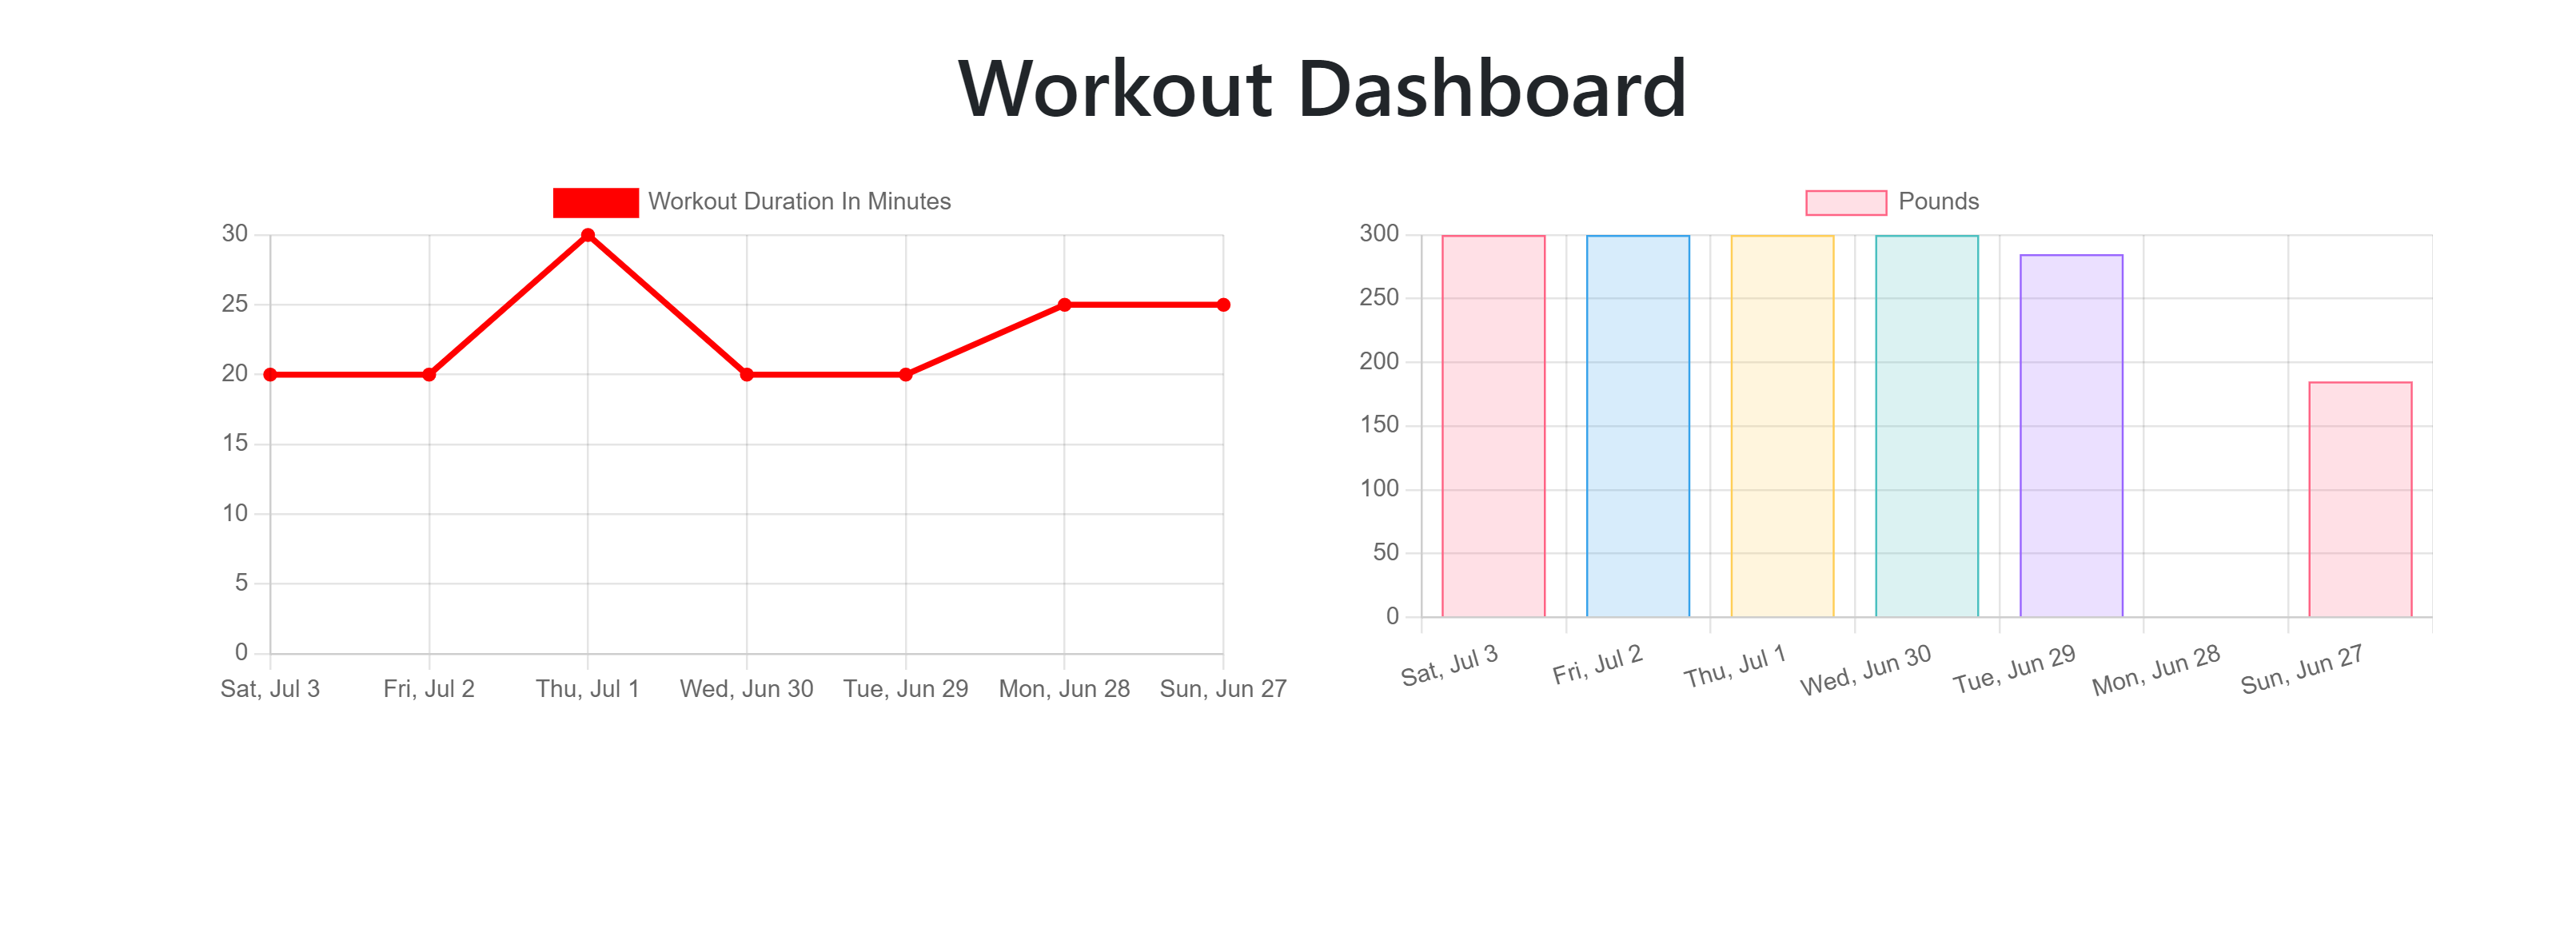 Workout Dashboard
Workout Duration In Minutes
30
25
20
15
10
5
0
Sat, Jul 3 Fri, Jul 2 Thu, Jul 1 Wed, Jun 30 Tue, Jun 29 Mon, Jun 28 Sun, Jun 27
Pounds
300
250
200
150
100
50
0
Sat, Jul 3 Fri, Jul 2 Thu, Jul 1 Wed, Jun 30 Tue, Jun 29 Mon, Jun 28 Sun, Jun 27